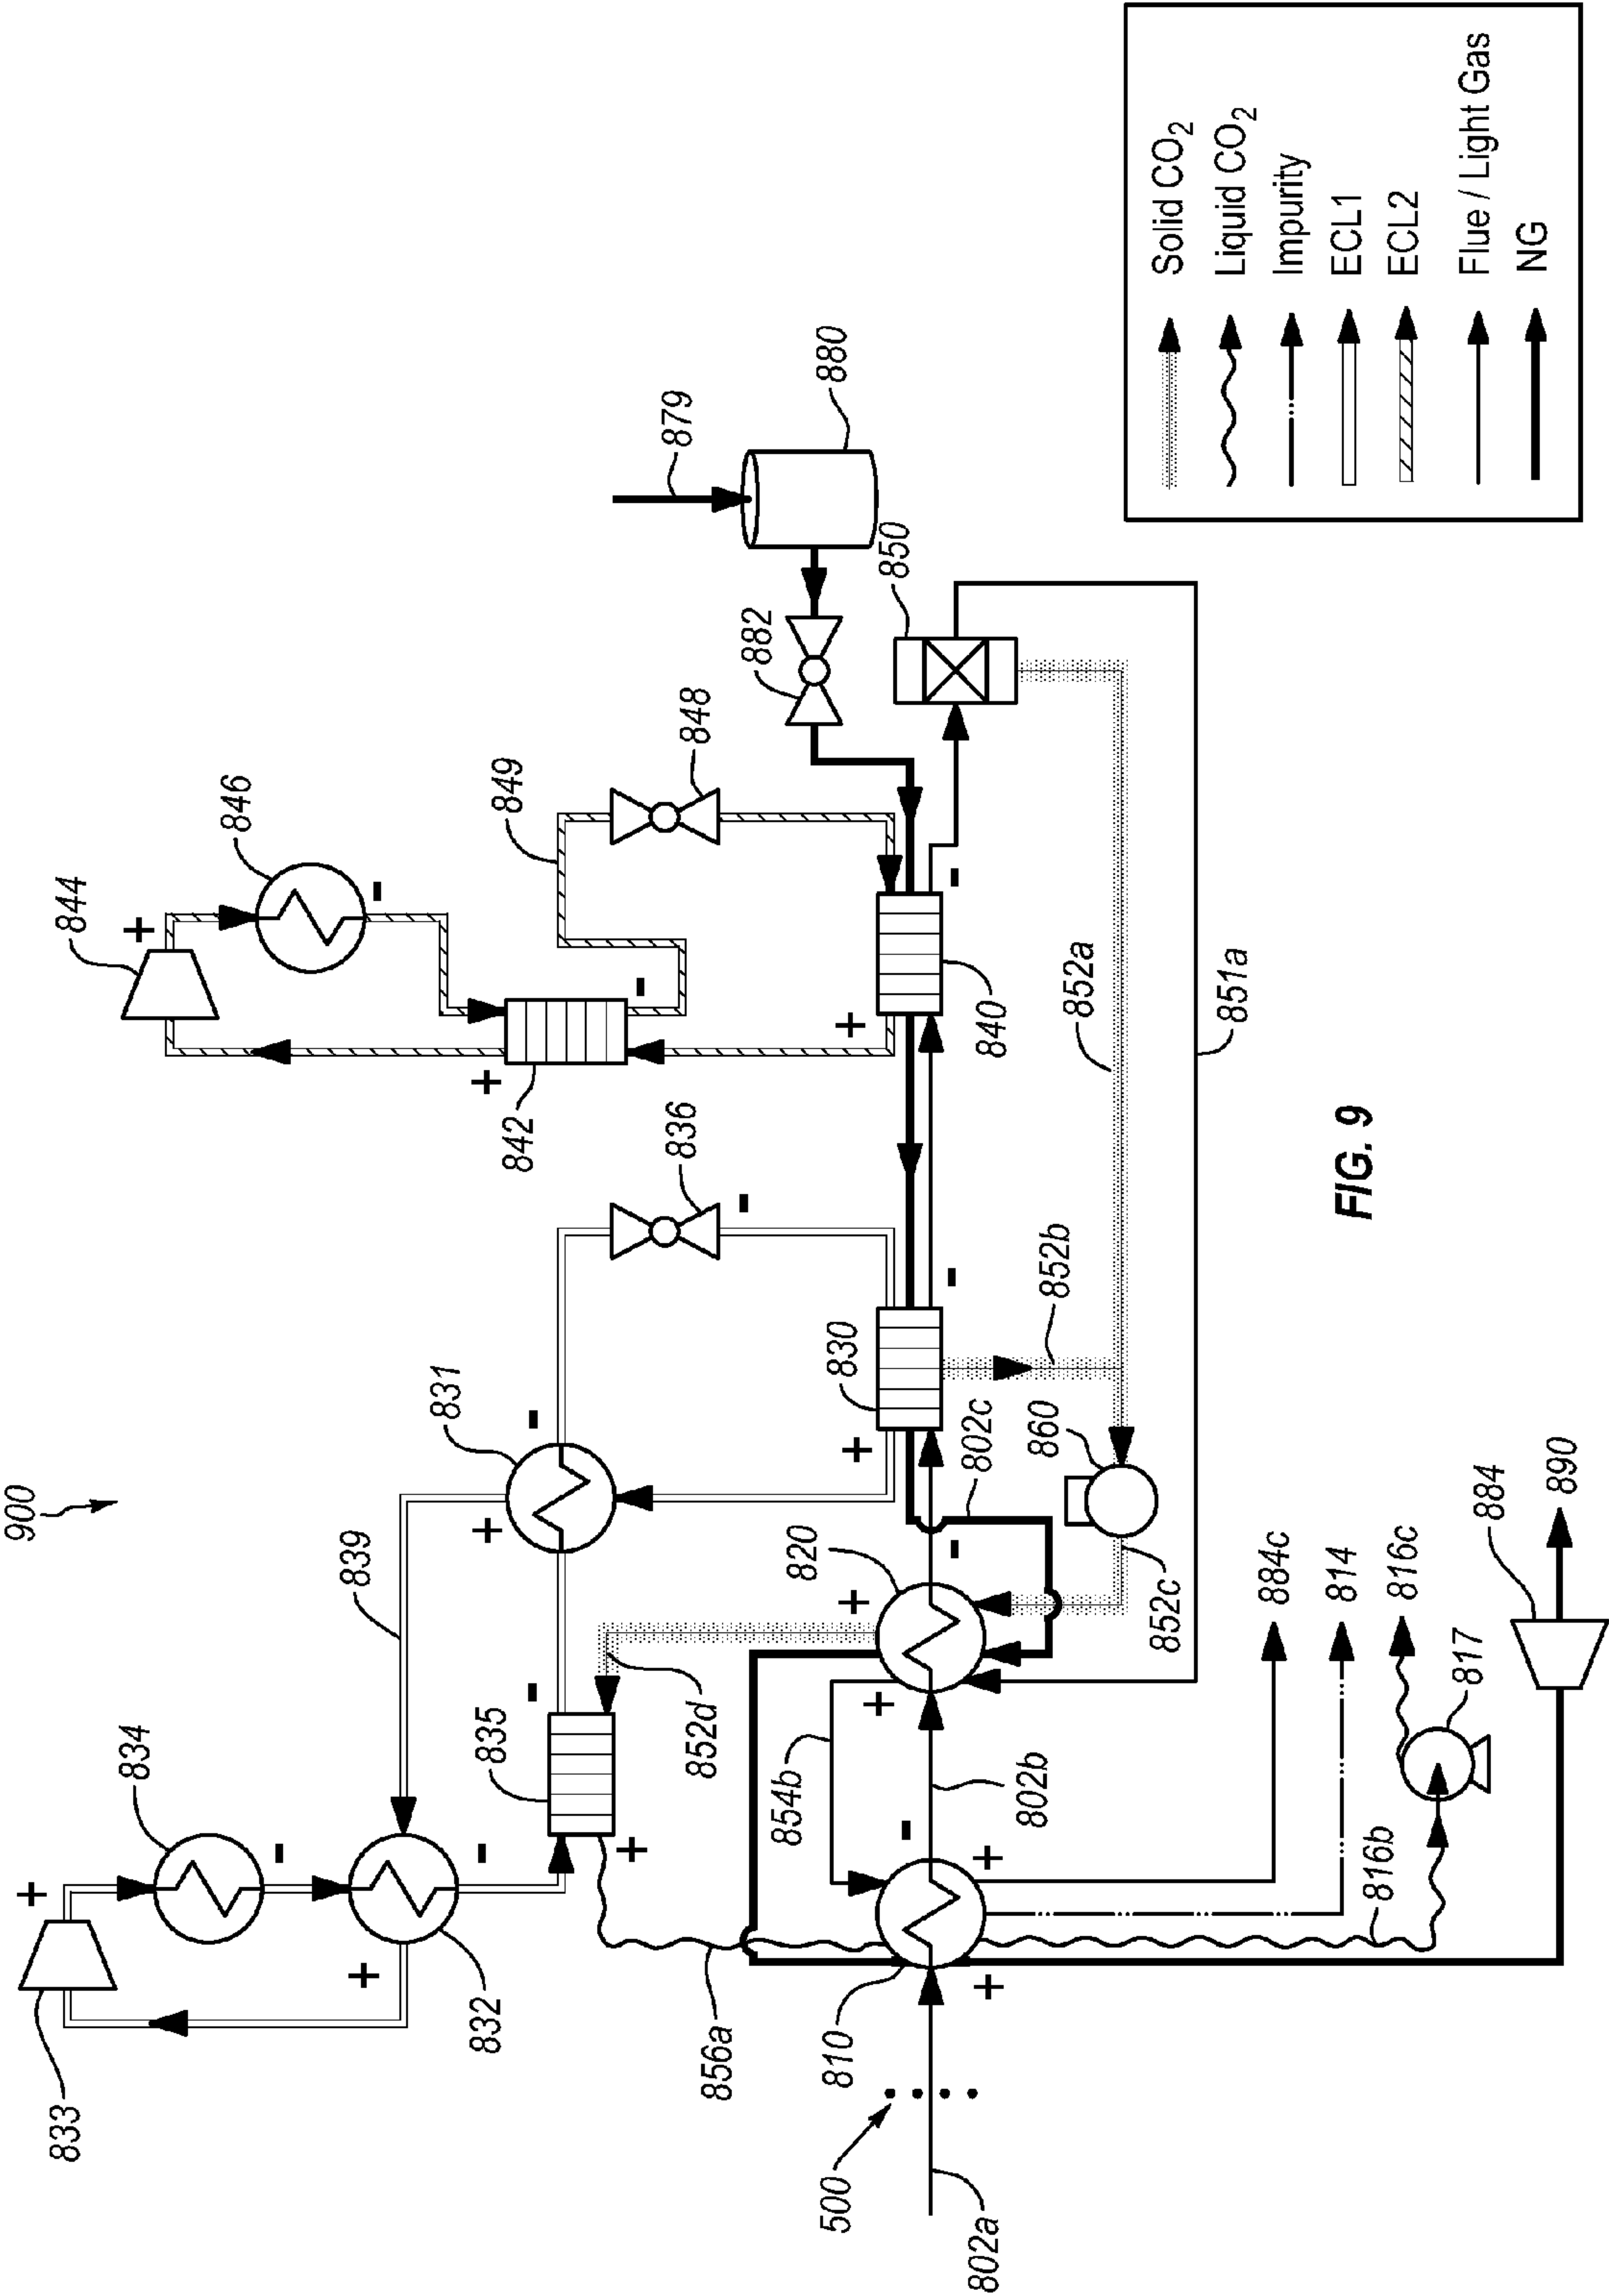 900
844
846
849
848
879
880
882
850
842
836
840
852a
851a
831
839
830
852b
802c
860
820
852c
884c
814
816c
890
884
817
834
835
852d
854b
802b
816b
833
832
856a
810
500
802a
+
-
+
-
+
-
+
-
+
-
+
-
+
-
+
-
+
-
+
-
+
-
+
+
+
-
FIG. 9
Solid CO2
Liquid CO2
Impurity
ECL1
ECL2
Flue / Light Gas
NG